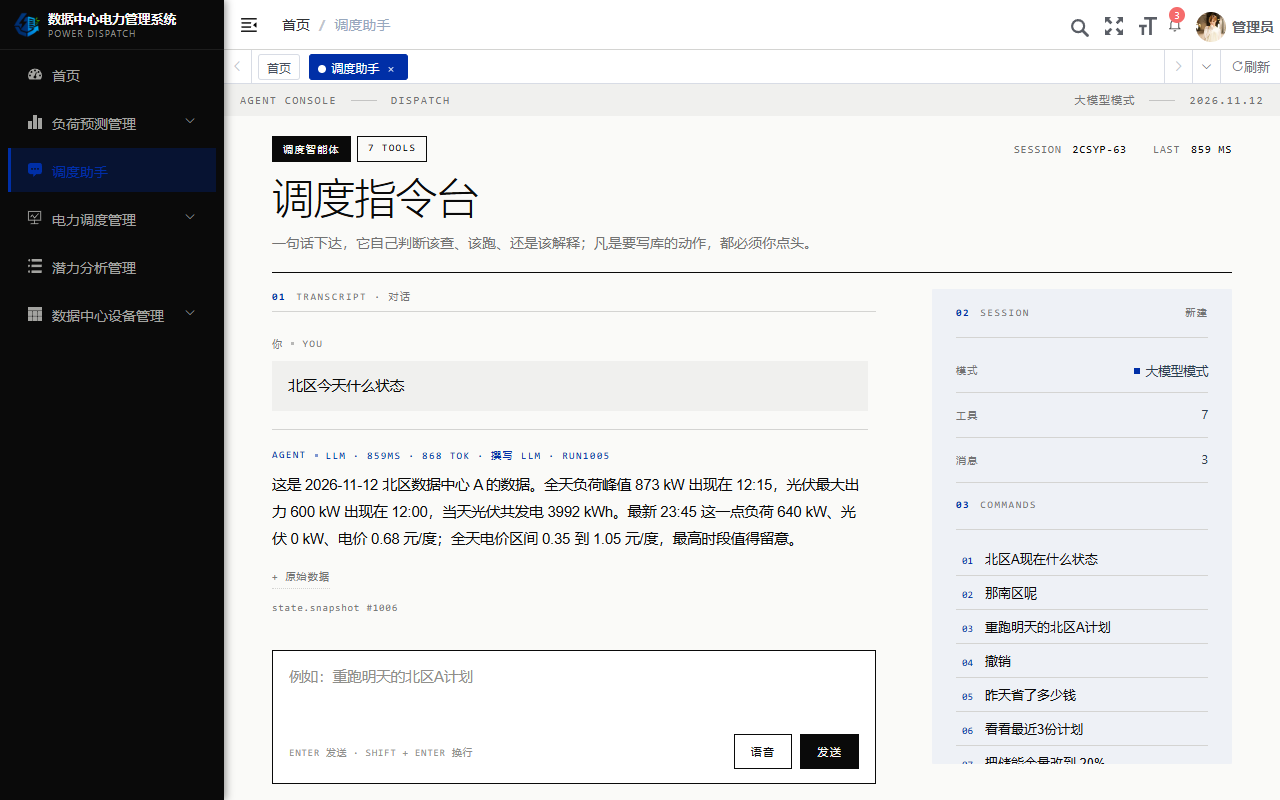 数据中心电力管理系统
POWER DISPATCH
首页
负荷预测管理
调度助手
电力调度管理
潜力分析管理
数据中心设备管理
首页 / 调度助手
3
管理员
首页
调度助手 ×
刷新
AGENT CONSOLE —— DISPATCH
大模型模式 —— 2026.11.12
调度智能体
7 TOOLS
SESSION 2CSYP-63 LAST 859 MS
调度指令台
一句话下达，它自己判断该查、该跑、还是该解释；凡是要写库的动作，都必须你点头。
01 TRANSCRIPT · 对话
你 YOU
北区今天什么状态
AGENT LLM · 859MS · 868 TOK · 撰写 LLM · RUN1005
这是 2026-11-12 北区数据中心 A 的数据。全天负荷峰值 873 kW 出现在 12:15，光伏最大出
力 600 kW 出现在 12:00，当天光伏共发电 3992 kWh。最新 23:45 这一点负荷 640 kW、光
伏 0 kW、电价 0.68 元/度；全天电价区间 0.35 到 1.05 元/度，最高时段值得留意。
+ 原始数据
state.snapshot #1006
例如：重跑明天的北区A计划
ENTER 发送 · SHIFT + ENTER 换行
语音
发送
02 SESSION
新建
模式
大模型模式
工具
7
消息
3
03 COMMANDS
01 北区A现在什么状态
02 那南区呢
03 重跑明天的北区A计划
04 撤销
05 昨天省了多少钱
06 看看最近3份计划
07 把储能余量改到 20%